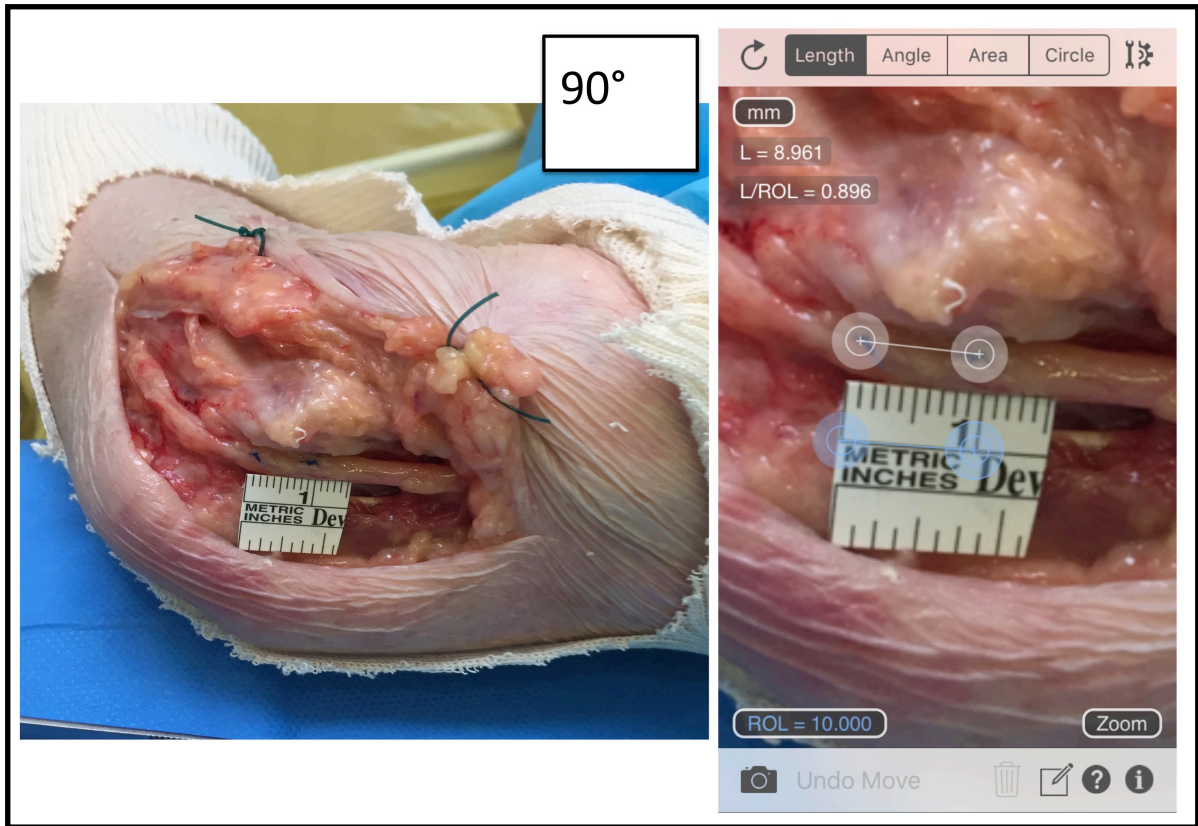 90°
1
METRIC
INCHES Dev
Length Angle Area Circle
mm
L = 8.961
L/ROL = 0.896
1
METRIC
INCHES Dev
ROL = 10.000
Zoom
Undo Move